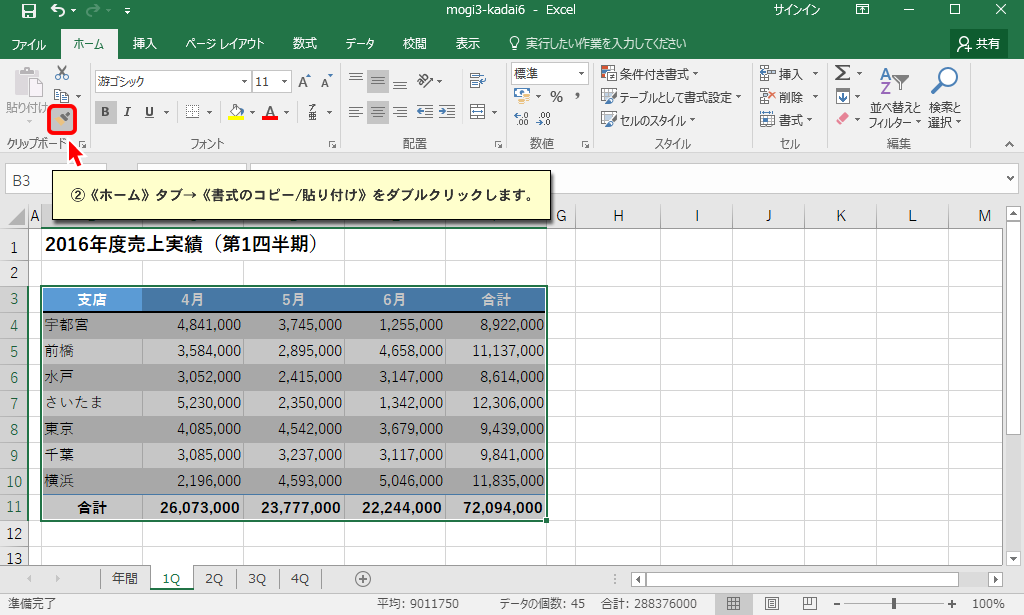 mogi3-kadai6 - Excel
サインイン
ファイル ホーム 挿入 ページ レイアウト 数式 データ 校閲 表示 実行したい作業を入力してください 共有
貼り付け
游ゴシック 11
B I U
標準
条件付き書式
テーブルとして書式設定
セルのスタイル
挿入
削除
書式
並べ替えと
フィルター
検索と
選択
クリップボード フォント 配置 数値 スタイル セル 編集
B3
②《ホーム》タブ→《書式のコピー/貼り付け》をダブルクリックします。
A G H I J K L M
1 2016年度売上実績（第1四半期）
2
3 支店 4月 5月 6月 合計
4 宇都宮 4,841,000 3,745,000 1,255,000 8,922,000
5 前橋 3,584,000 2,895,000 4,658,000 11,137,000
6 水戸 3,052,000 2,415,000 3,147,000 8,614,000
7 さいたま 5,230,000 2,350,000 1,342,000 12,306,000
8 東京 4,085,000 4,542,000 3,679,000 9,439,000
9 千葉 3,085,000 3,237,000 3,117,000 9,841,000
10 横浜 2,196,000 4,593,000 5,046,000 11,835,000
11 合計 26,073,000 23,777,000 22,244,000 72,094,000
12
13
年間 1Q 2Q 3Q 4Q
準備完了 平均: 9011750 データの個数: 45 合計: 288376000 100%